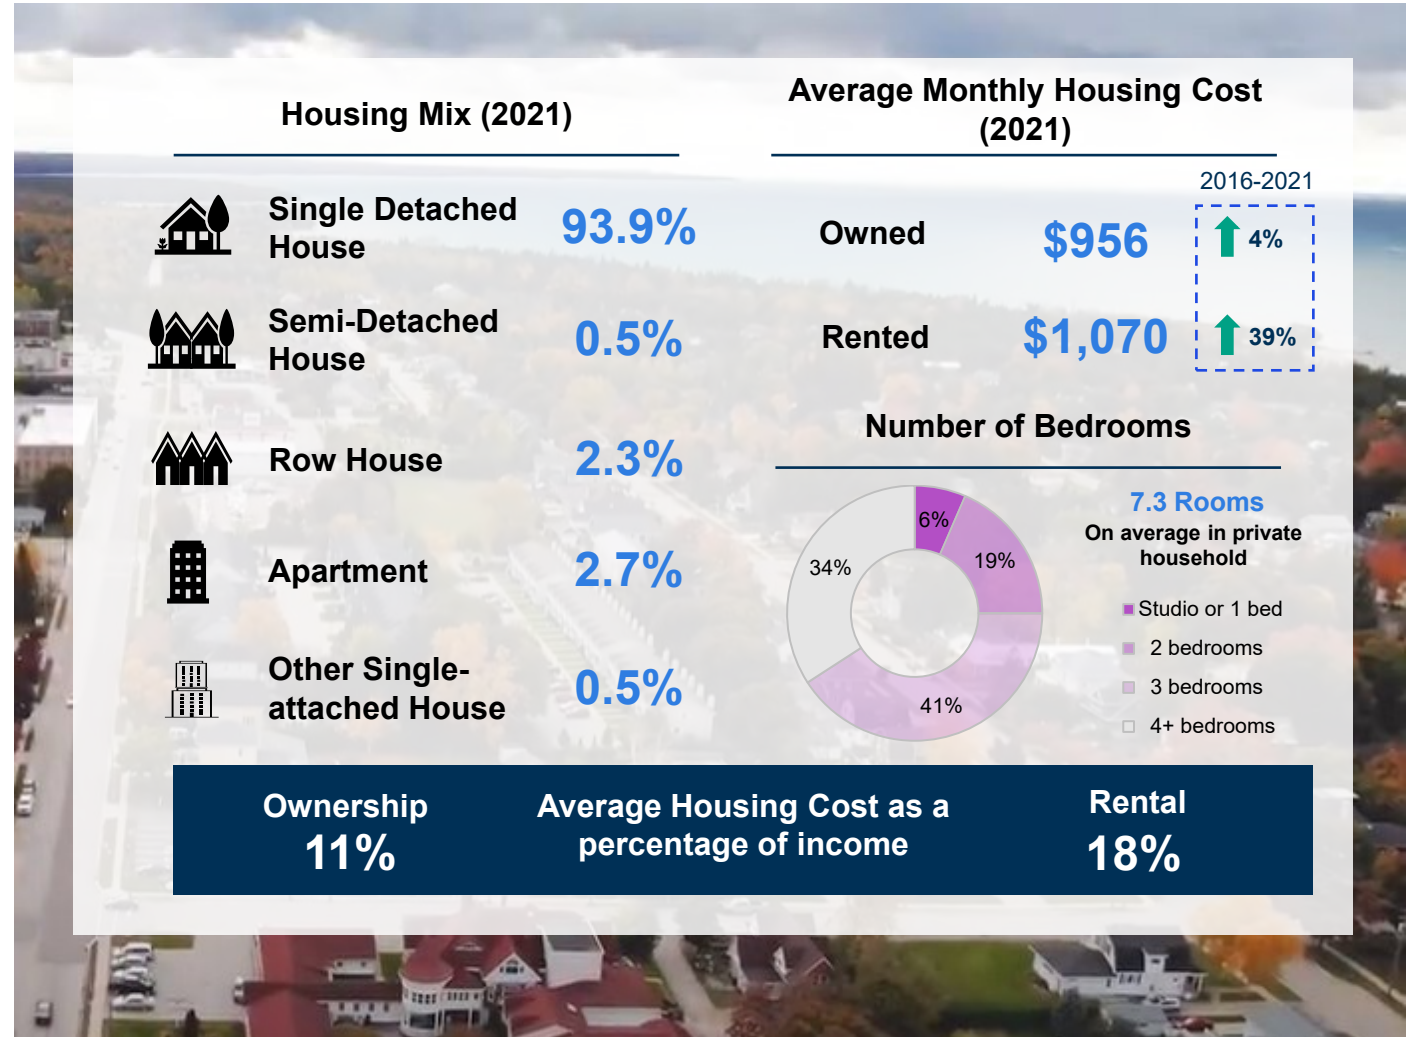 Housing Mix (2021)
Single Detached
House
93.9%
Semi-Detached
House
0.5%
Row House
2.3%
Apartment
2.7%
Other Single-
attached House
0.5%
Average Monthly Housing Cost
(2021)
2016-2021
Owned
$956
4%
Rented
$1,070
39%
Number of Bedrooms
6%
19%
41%
34%
7.3 Rooms
On average in private
household
Studio or 1 bed
2 bedrooms
3 bedrooms
4+ bedrooms
Ownership
11%
Average Housing Cost as a
percentage of income
Rental
18%